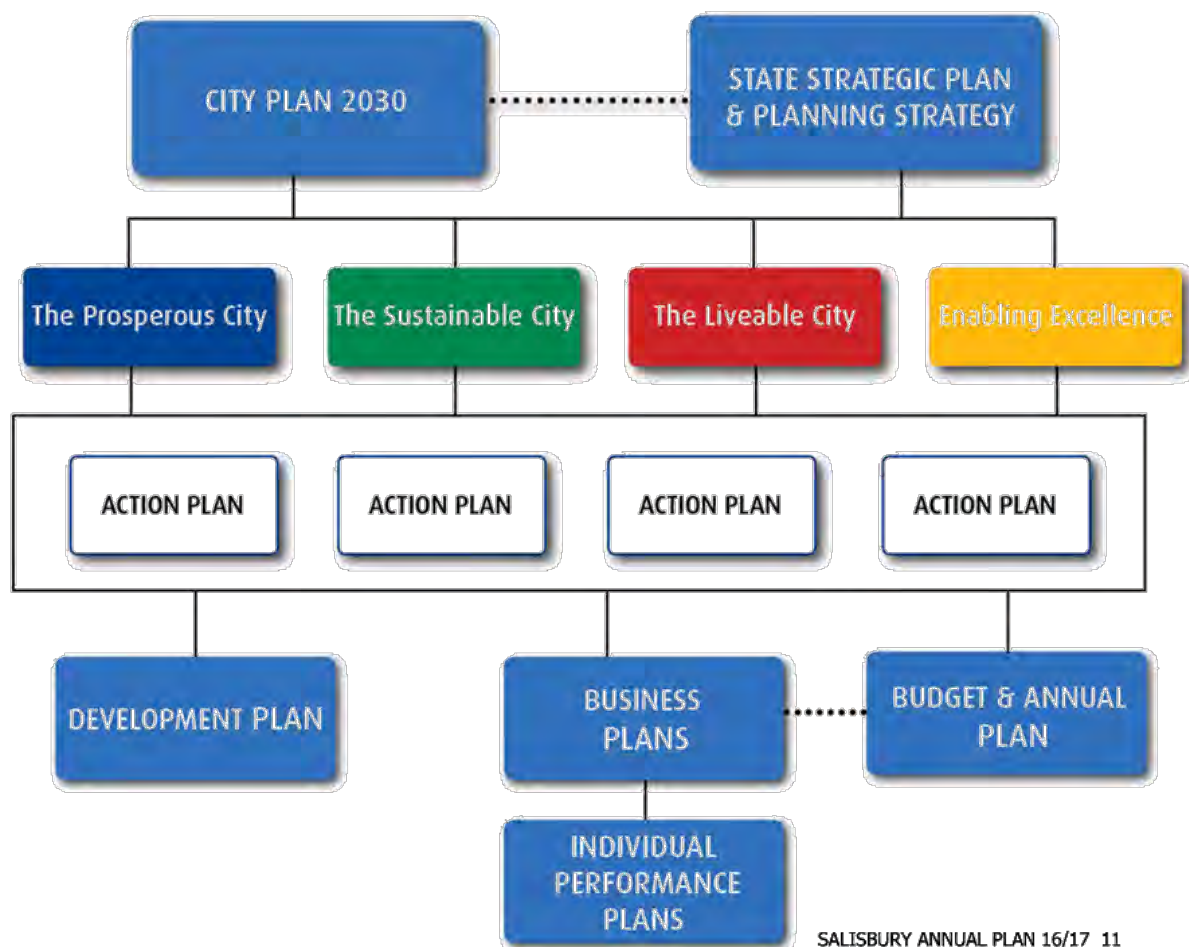 CITY PLAN 2030
STATE STRATEGIC PLAN
& PLANNING STRATEGY
The Prosperous City
The Sustainable City
The Liveable City
Enabling Excellence
ACTION PLAN
ACTION PLAN
ACTION PLAN
ACTION PLAN
DEVELOPMENT PLAN
BUSINESS
PLANS
BUDGET & ANNUAL
PLAN
INDIVIDUAL
PERFORMANCE
PLANS
SALISBURY ANNUAL PLAN 16/17 11